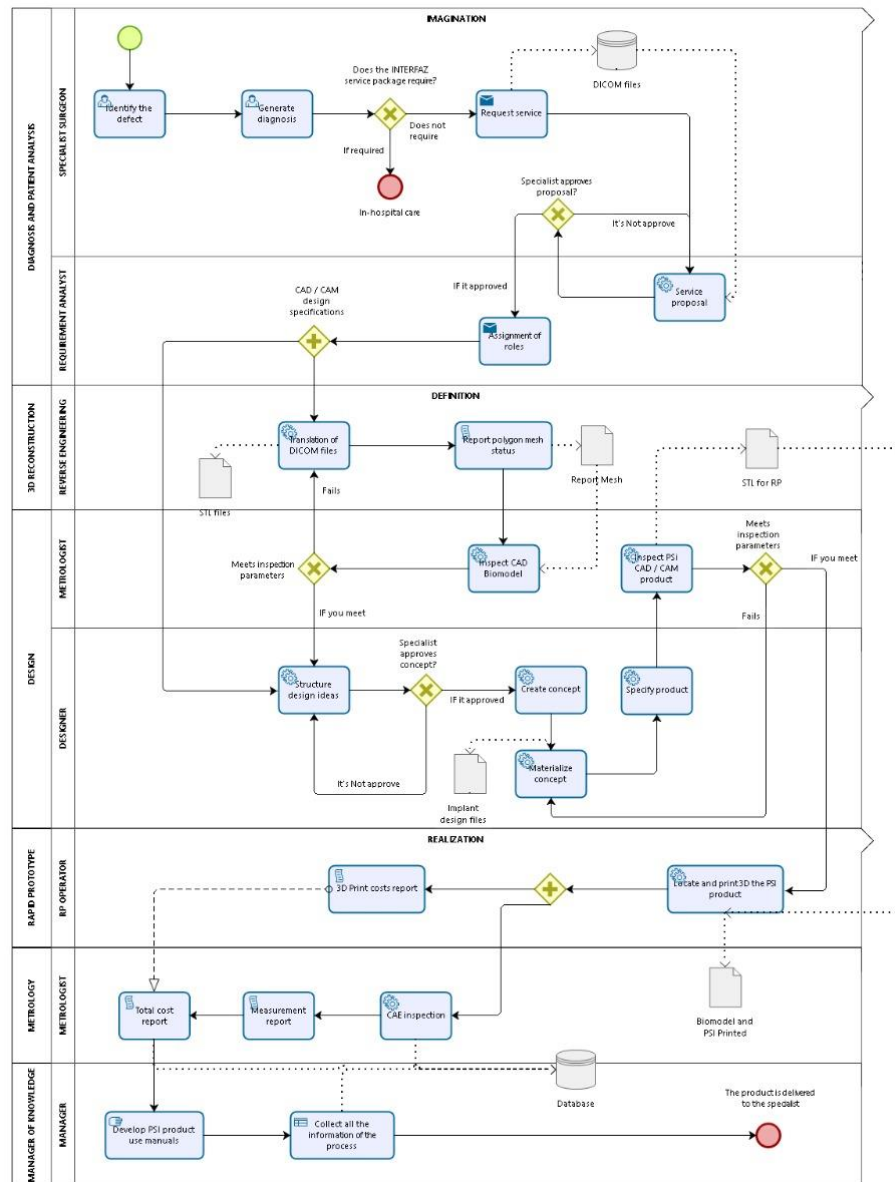 IMAGINATION
DIAGNOSIS AND PATIENT ANALYSIS
SPECIALIST SURGEON
Identify the
defect
Generate
diagnosis
Does the INTERFAZ
service package require?
Does not
require
If required
In-hospital care
Request service
DICOM files
Specialist approves
proposal?
It's Not approve
IF it approved
REQUIREMENT ANALYST
Service
proposal
Assignment of
roles
CAD / CAM
design
specifications
DEFINITION
3D RECONSTRUCTION
REVERSE ENGINEERING
Translation of
DICOM files
STL files
Fails
Report polygon mesh
status
Report Mesh
STL for RP
DESIGN
METROLOGIST
Meets inspection
parameters
IF you meet
Inspect CAD
Biomodel
Inspect PSI
CAD / CAM
product
Meets
inspection
parameters
IF you meet
Fails
DESIGNER
Structure
design ideas
Specialist
approves
concept?
IF it approved
It's Not approve
Create concept
Materialize
concept
Implant
design files
Specify product
REALIZATION
RAPID PROTOTYPE
RP OPERATOR
3D Print costs report
Locate and print3D the PSI
product
Biomodel and
PSI Printed
METROLOGY
METROLOGIST
Total cost
report
Measurement
report
CAE inspection
MANAGER OF KNOWLEDGE
MANAGER
Database
Develop PSI product
use manuals
Collect all the
information of the
process
The product is delivered
to the specialist